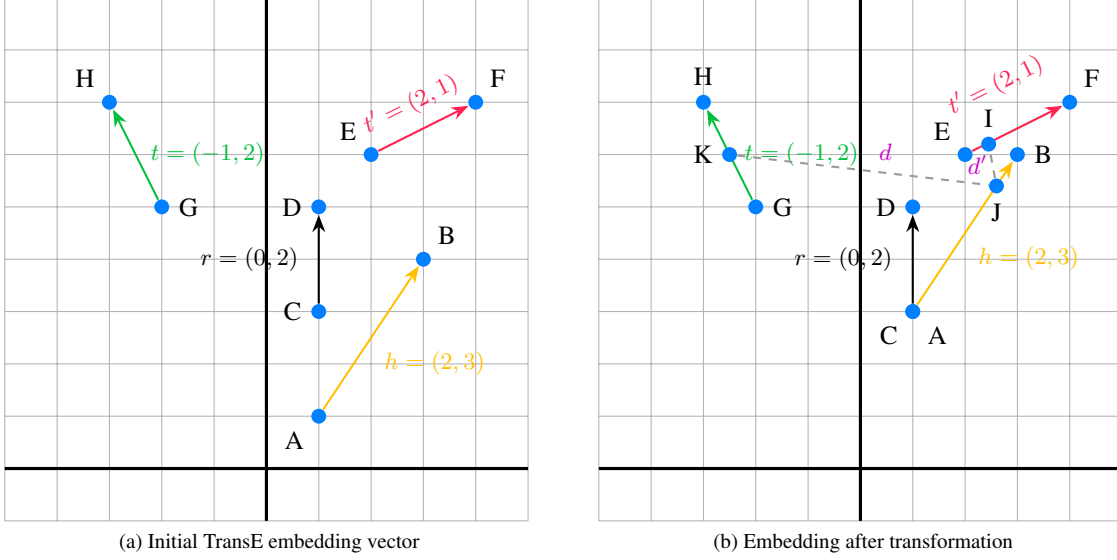 H
F
t′ = (2, 1)
E
t = (−1, 2)
G
D
B
r = (0, 2)
C
h = (2, 3)
A
(a) Initial TransE embedding vector
H
F
t′ = (2, 1)
I
E
K
t = (−1, 2)
d
d′
B
J
G
D
r = (0, 2)
h = (2, 3)
C
A
(b) Embedding after transformation